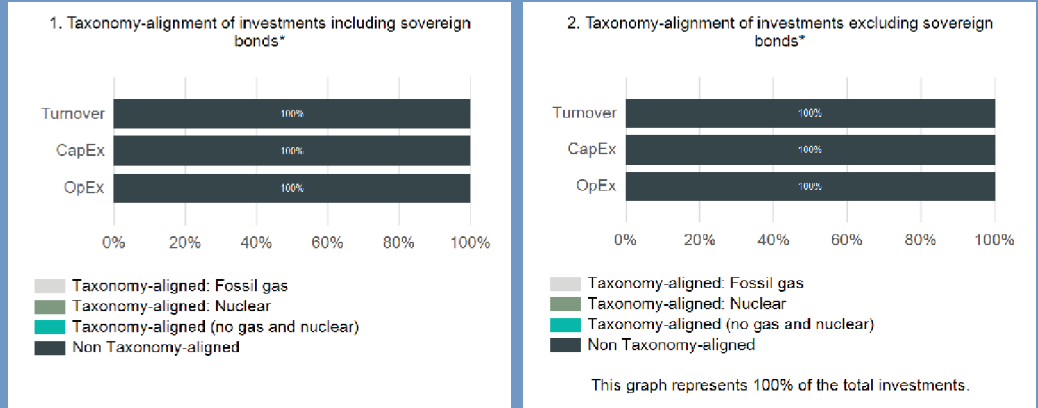 1. Taxonomy-alignment of investments including sovereign
bonds*
Turnover
100%
CapEx
100%
OpEx
100%
0% 20% 40% 60% 80% 100%
Taxonomy-aligned: Fossil gas
Taxonomy-aligned: Nuclear
Taxonomy-aligned (no gas and nuclear)
Non Taxonomy-aligned
2. Taxonomy-alignment of investments excluding sovereign
bonds*
Turnover
100%
CapEx
100%
OpEx
100%
0% 20% 40% 60% 80% 100%
Taxonomy-aligned: Fossil gas
Taxonomy-aligned: Nuclear
Taxonomy-aligned (no gas and nuclear)
Non Taxonomy-aligned
This graph represents 100% of the total investments.